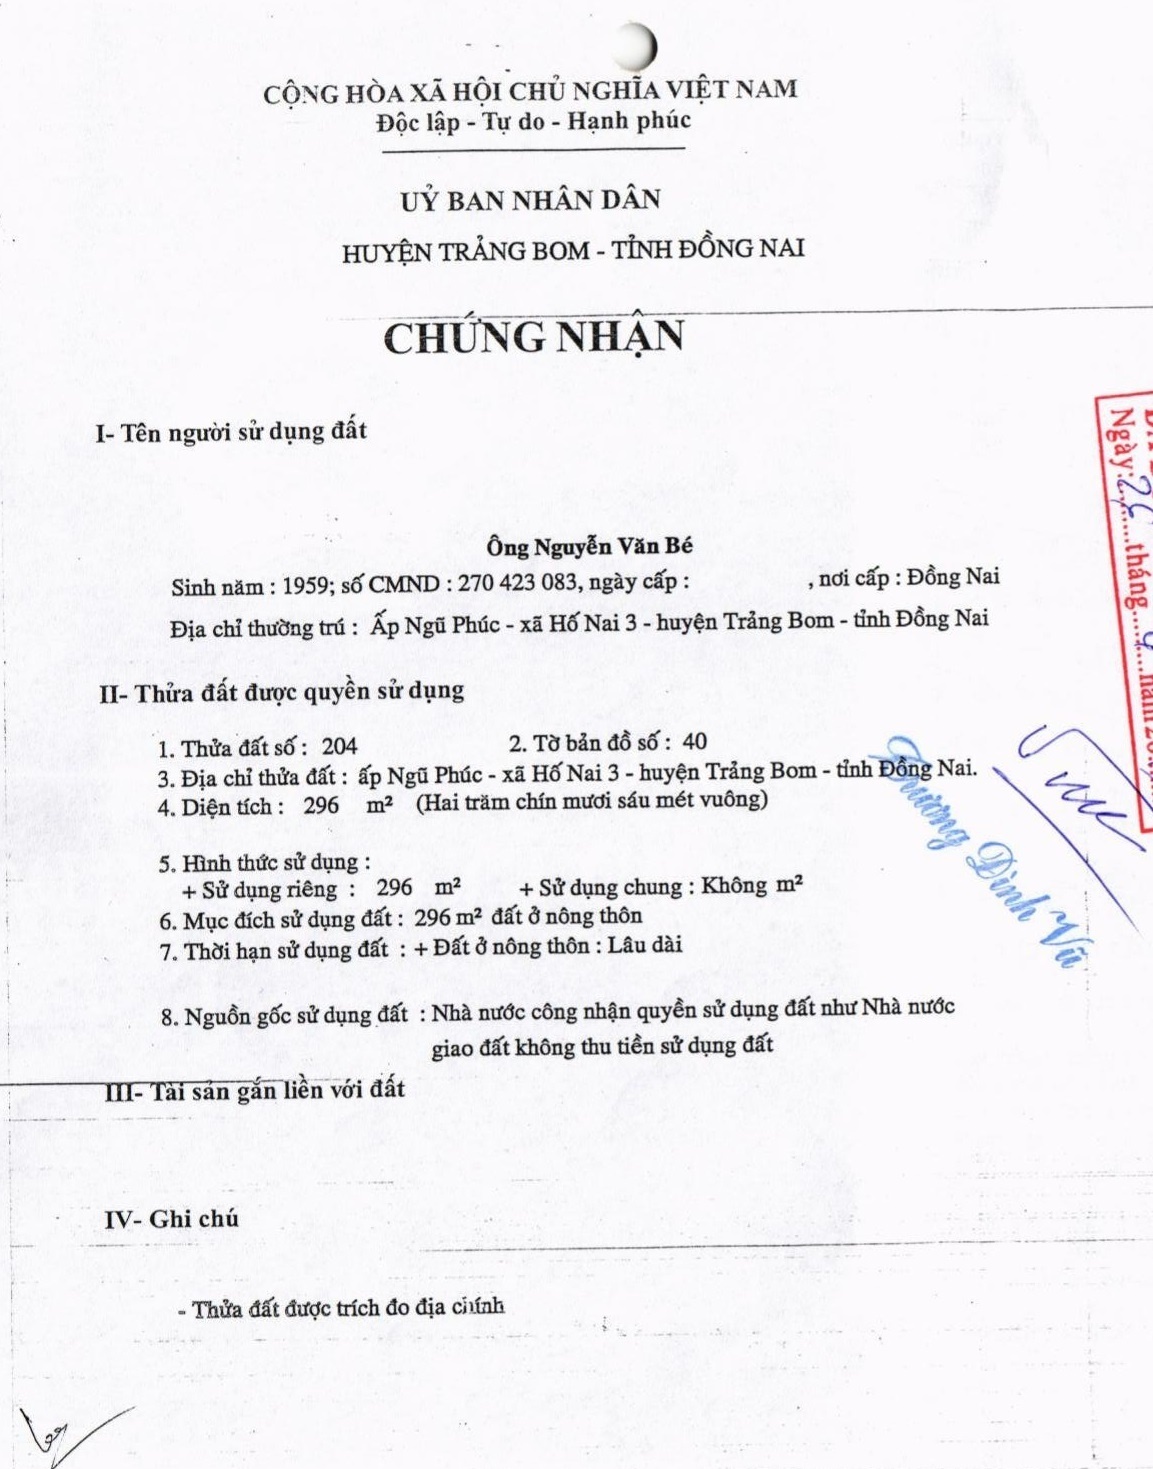 CỘNG HÒA XÃ HỘI CHỦ NGHĨA VIỆT NAM
Độc lập - Tự do - Hạnh phúc
UỶ BAN NHÂN DÂN
HUYỆN TRẢNG BOM - TỈNH ĐỒNG NAI
CHỨNG NHẬN
I- Tên người sử dụng đất
Ông Nguyễn Văn Bé
Sinh năm : 1959; số CMND : 270 423 083, ngày cấp : , nơi cấp : Đồng Nai
Địa chỉ thường trú : Ấp Ngũ Phúc - xã Hố Nai 3 - huyện Trảng Bom - tỉnh Đồng Nai
II- Thửa đất được quyền sử dụng
1. Thửa đất số : 204 2. Tờ bản đồ số : 40
3. Địa chỉ thửa đất : ấp Ngũ Phúc - xã Hố Nai 3 - huyện Trảng Bom - tỉnh Đồng Nai.
4. Diện tích : 296 m² (Hai trăm chín mươi sáu mét vuông)
5. Hình thức sử dụng :
+ Sử dụng riêng : 296 m² + Sử dụng chung : Không m²
6. Mục đích sử dụng đất : 296 m² đất ở nông thôn
7. Thời hạn sử dụng đất : + Đất ở nông thôn : Lâu dài
8. Nguồn gốc sử dụng đất : Nhà nước công nhận quyền sử dụng đất như Nhà nước
giao đất không thu tiền sử dụng đất
III- Tài sản gắn liền với đất
IV- Ghi chú
- Thửa đất được trích đo địa chính
Ngày: tháng
Đình Vũ